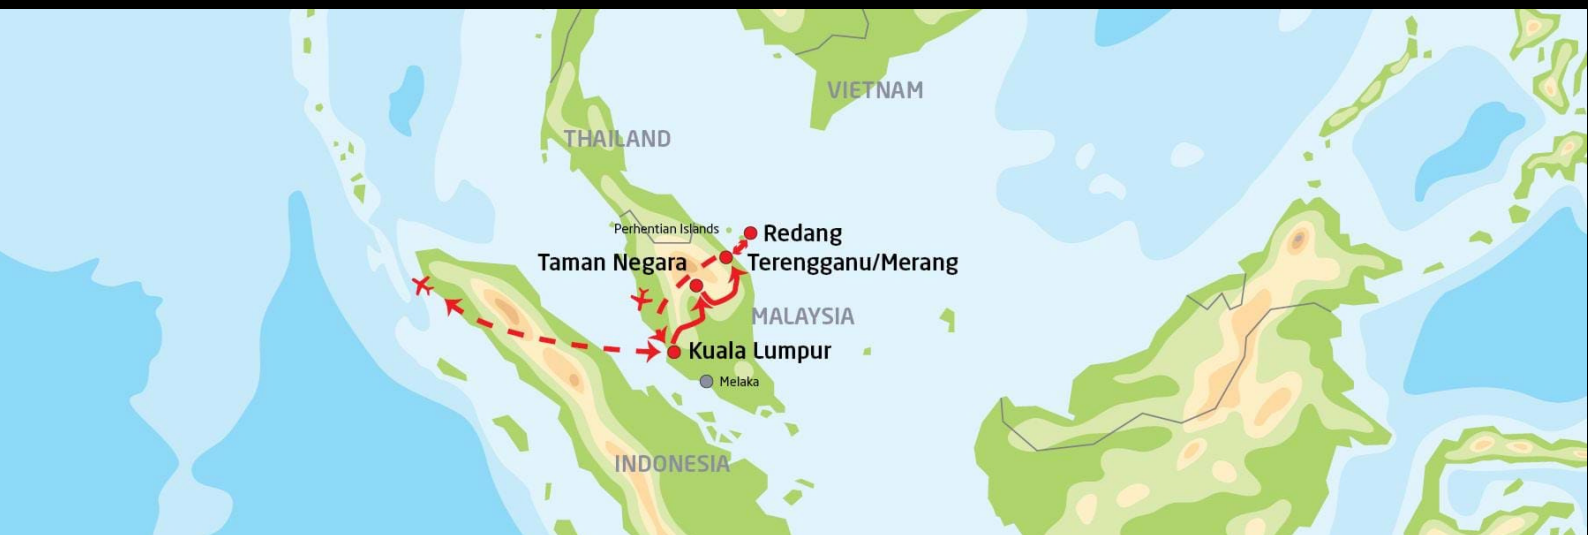 VIETNAM
THAILAND
Perhentian Islands
Redang
Taman Negara
Terengganu/Merang
MALAYSIA
Kuala Lumpur
Melaka
INDONESIA